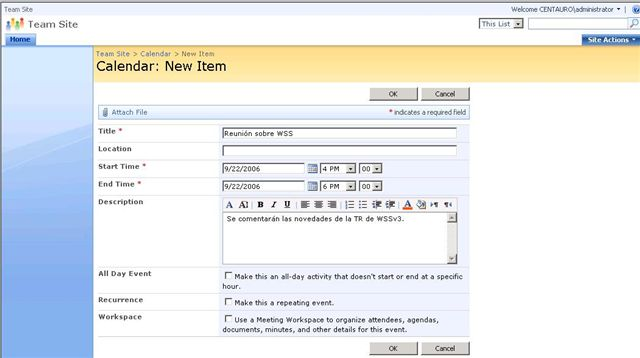 Team Site
Welcome CENTAURO\administrator
Team Site
This List
Home
Site Actions
Team Site > Calendar > New Item
Calendar: New Item
OK Cancel
Attach File
* indicates a required field
Title *
Reunión sobre WSS
Location
Start Time *
9/22/2006 4 PM 00
End Time *
9/22/2006 6 PM 00
Description
A A B I U A
Se comentarán las novedades de la TR de WSSv3.
All Day Event
Make this an all-day activity that doesn't start or end at a specific
hour.
Recurrence
Make this a repeating event.
Workspace
Use a Meeting Workspace to organize attendees, agendas,
documents, minutes, and other details for this event.
OK Cancel